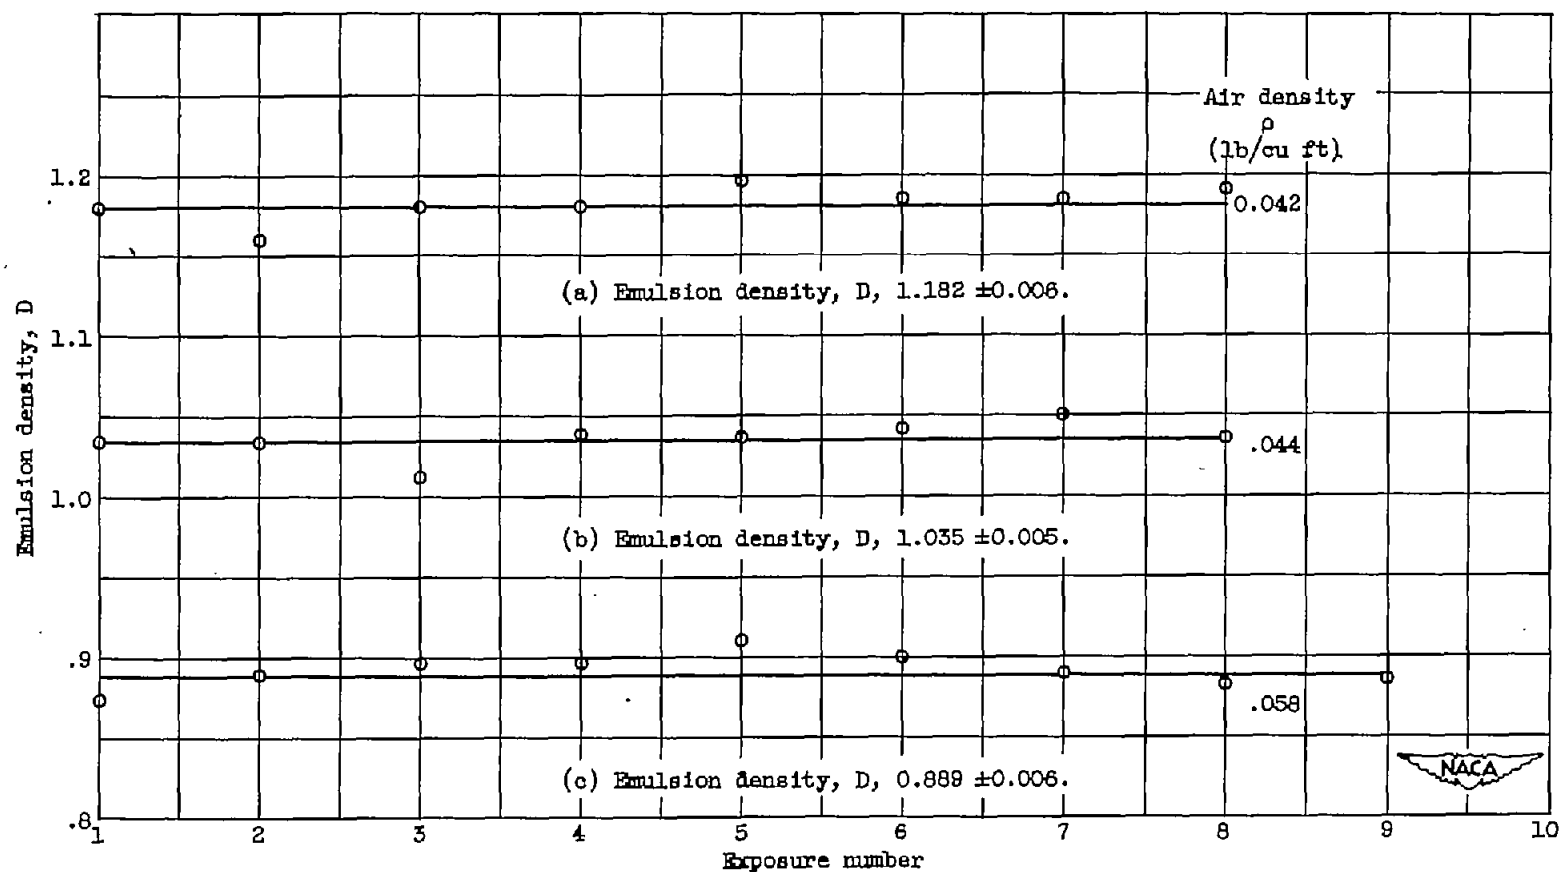 Air density
ρ
(lb/cu ft)
1.2
0.042
(a) Emulsion density, D, 1.182 ±0.006.
1.1
Emulsion density, D
.044
1.0
(b) Emulsion density, D, 1.035 ±0.005.
.9
.058
(c) Emulsion density, D, 0.889 ±0.006.
NACA
.8
1 2 3 4 5 6 7 8 9 10
Exposure number